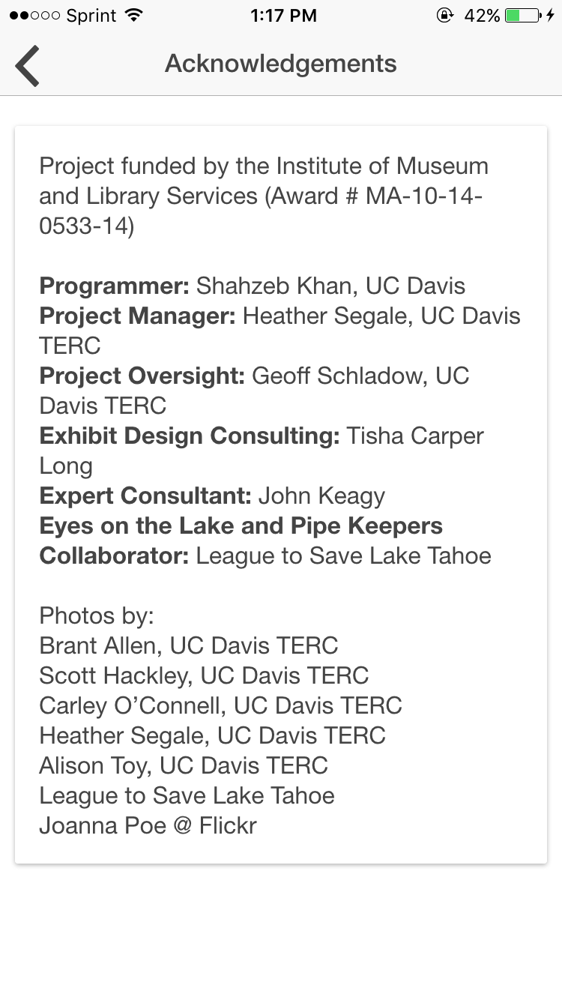 Sprint 1:17 PM 42%
Acknowledgements
Project funded by the Institute of Museum
and Library Services (Award # MA-10-14-
0533-14)
Programmer: Shahzeb Khan, UC Davis
Project Manager: Heather Segale, UC Davis
TERC
Project Oversight: Geoff Schladow, UC
Davis TERC
Exhibit Design Consulting: Tisha Carper
Long
Expert Consultant: John Keagy
Eyes on the Lake and Pipe Keepers
Collaborator: League to Save Lake Tahoe
Photos by:
Brant Allen, UC Davis TERC
Scott Hackley, UC Davis TERC
Carley O’Connell, UC Davis TERC
Heather Segale, UC Davis TERC
Alison Toy, UC Davis TERC
League to Save Lake Tahoe
Joanna Poe @ Flickr